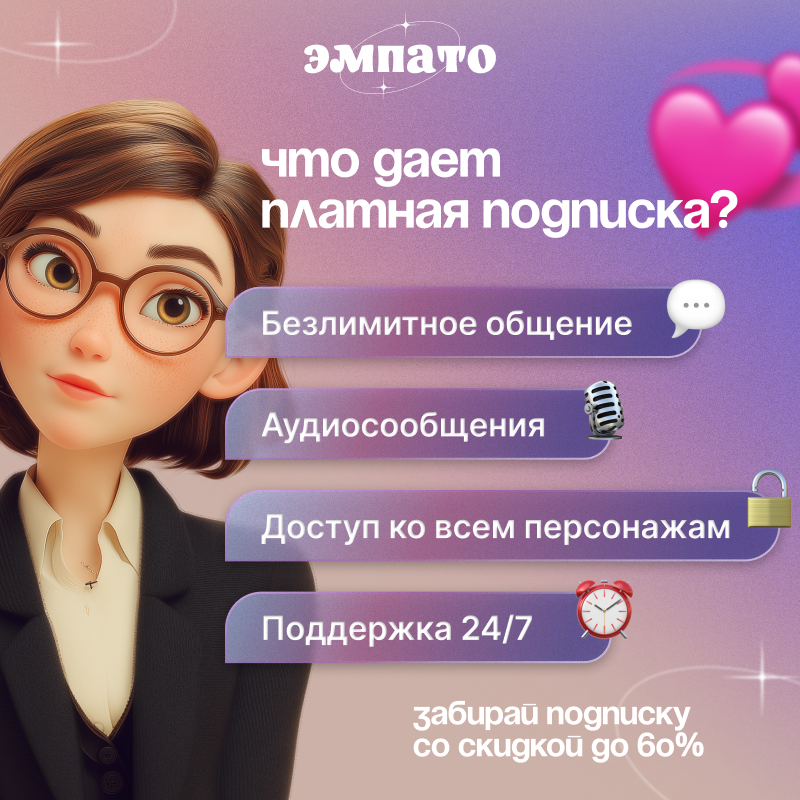 эмпато
что дает
платная подписка?
Безлимитное общение
Аудиосообщения
Доступ ко всем персонажам
Поддержка 24/7
забирай подписку
со скидкой до 60%